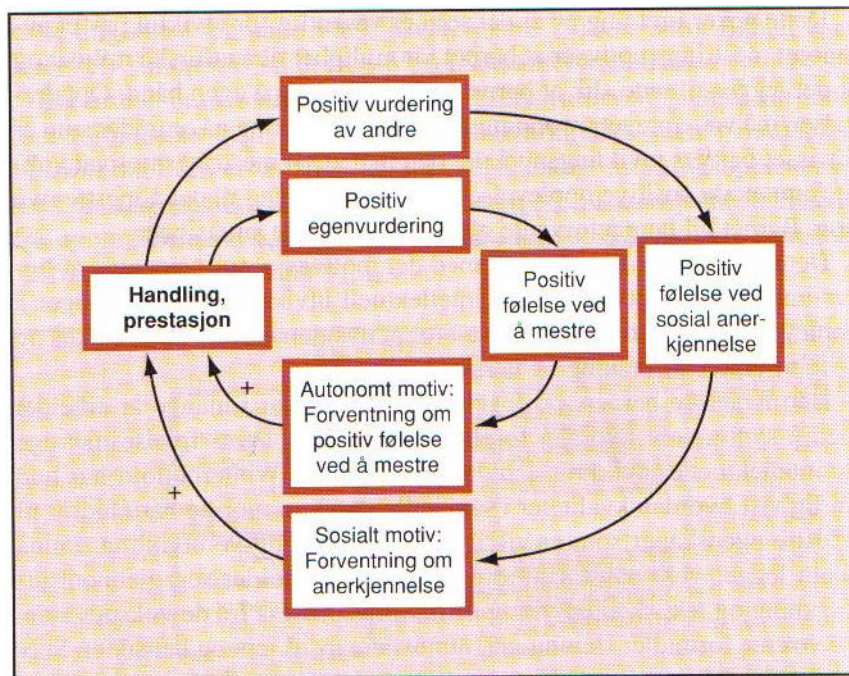 Positiv vurdering
av andre
Positiv
egenvurdering
Handling,
prestasjon
Positiv
følelse ved
å mestre
Positiv
følelse ved
sosial aner-
kjennelse
+
Autonomt motiv:
Forventning om
positiv følelse
ved å mestre
+
Sosialt motiv:
Forventning om
anerkjennelse